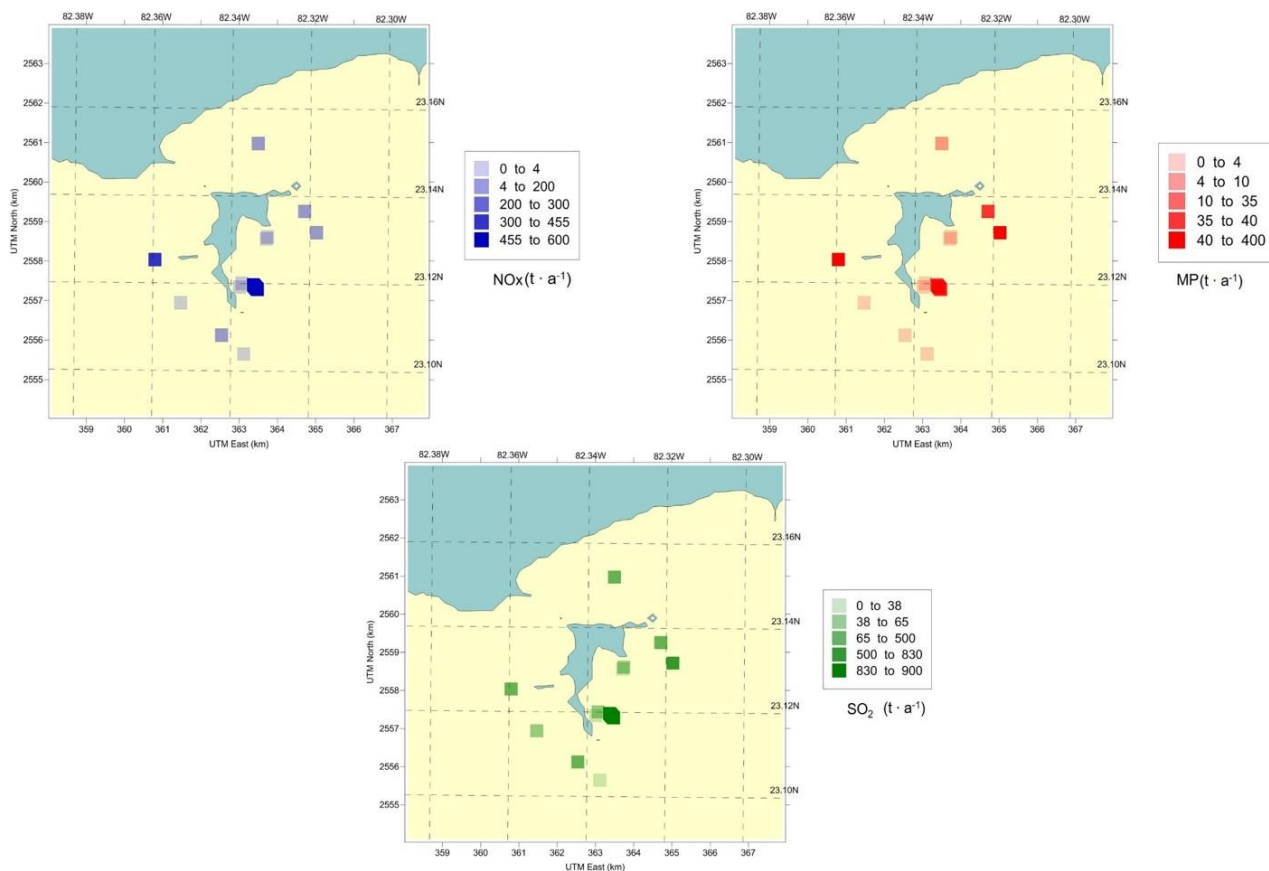 82.38W 82.36W 82.34W 82.32W 82.30W
2563
2562
2561
2560
2559
2558
2557
2556
2555
UTM North (km)
23.16N
23.14N
23.12N
23.10N
359 360 361 362 363 364 365 366 367
UTM East (km)
0 to 4
4 to 200
200 to 300
300 to 455
455 to 600
NOx(t · a⁻¹)
82.38W 82.36W 82.34W 82.32W 82.30W
2563
2562
2561
2560
2559
2558
2557
2556
2555
UTM North (km)
23.16N
23.14N
23.12N
23.10N
359 360 361 362 363 364 365 366 367
UTM East (km)
0 to 4
4 to 10
10 to 35
35 to 40
40 to 400
MP(t · a⁻¹)
82.38W 82.36W 82.34W 82.32W 82.30W
2563
2562
2561
2560
2559
2558
2557
2556
2555
UTM North (km)
23.16N
23.14N
23.12N
23.10N
359 360 361 362 363 364 365 366 367
UTM East (km)
0 to 38
38 to 65
65 to 500
500 to 830
830 to 900
SO₂ (t · a⁻¹)